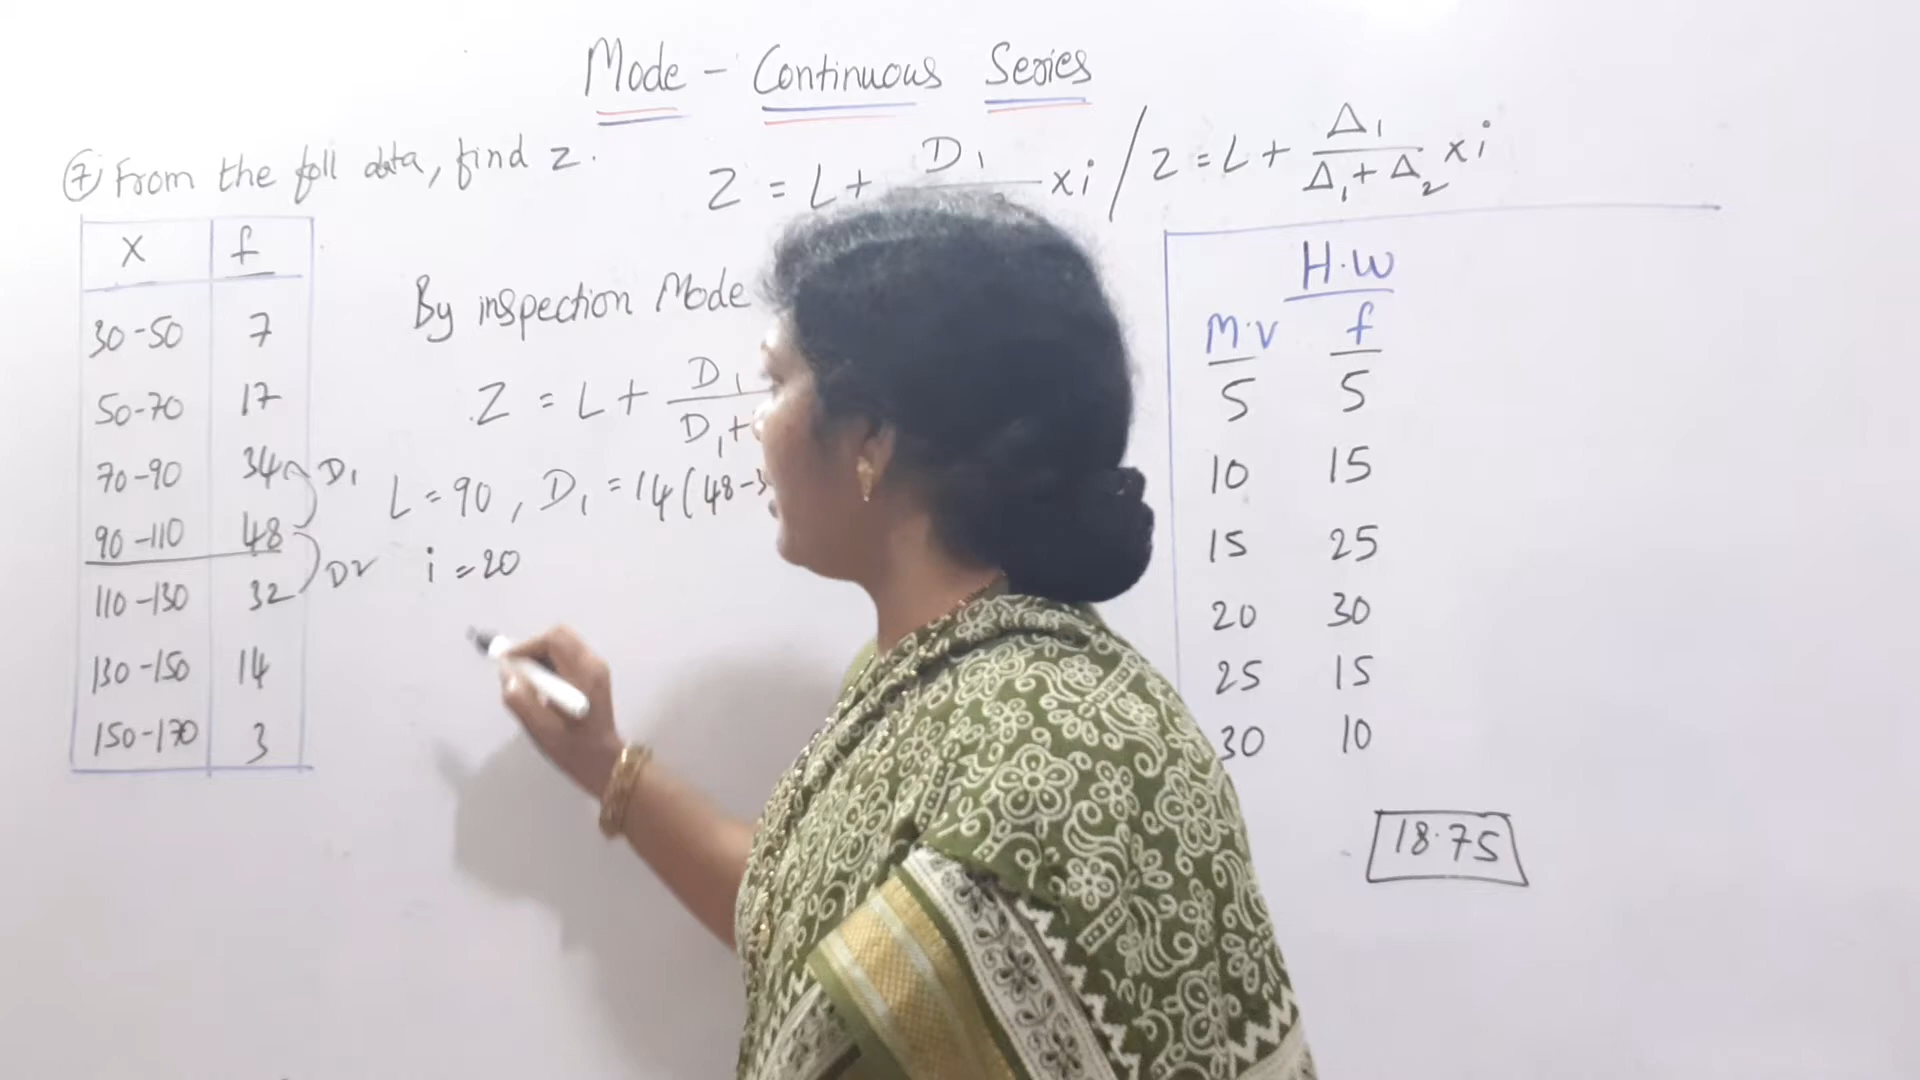 Mode - Continuous Series
7) From the foll data, find z.
Z = L + D1 xi / Z = L + Δ1 / Δ1 + Δ2 xi
X f
30-50 7
50-70 17
70-90 34 D1
90-110 48
110-130 32 D2
130-150 14
150-170 3
By inspection Mode
Z = L + D1 / D1 +
L = 90, D1 = 14 (48-3
i = 20
H.W
M.V f
5 5
10 15
15 25
20 30
25 15
30 10
18.75